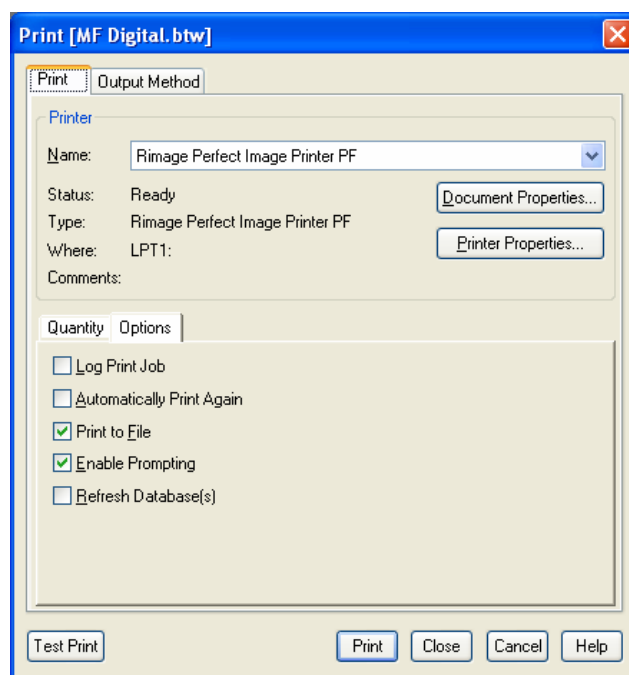 Print [MF Digital.btw]
Print Output Method
Printer
Name: Rimage Perfect Image Printer PF
Status: Ready Document Properties...
Type: Rimage Perfect Image Printer PF
Where: LPT1: Printer Properties...
Comments:
Quantity Options
Log Print Job
Automatically Print Again
Print to File
Enable Prompting
Refresh Database(s)
Test Print Print Close Cancel Help